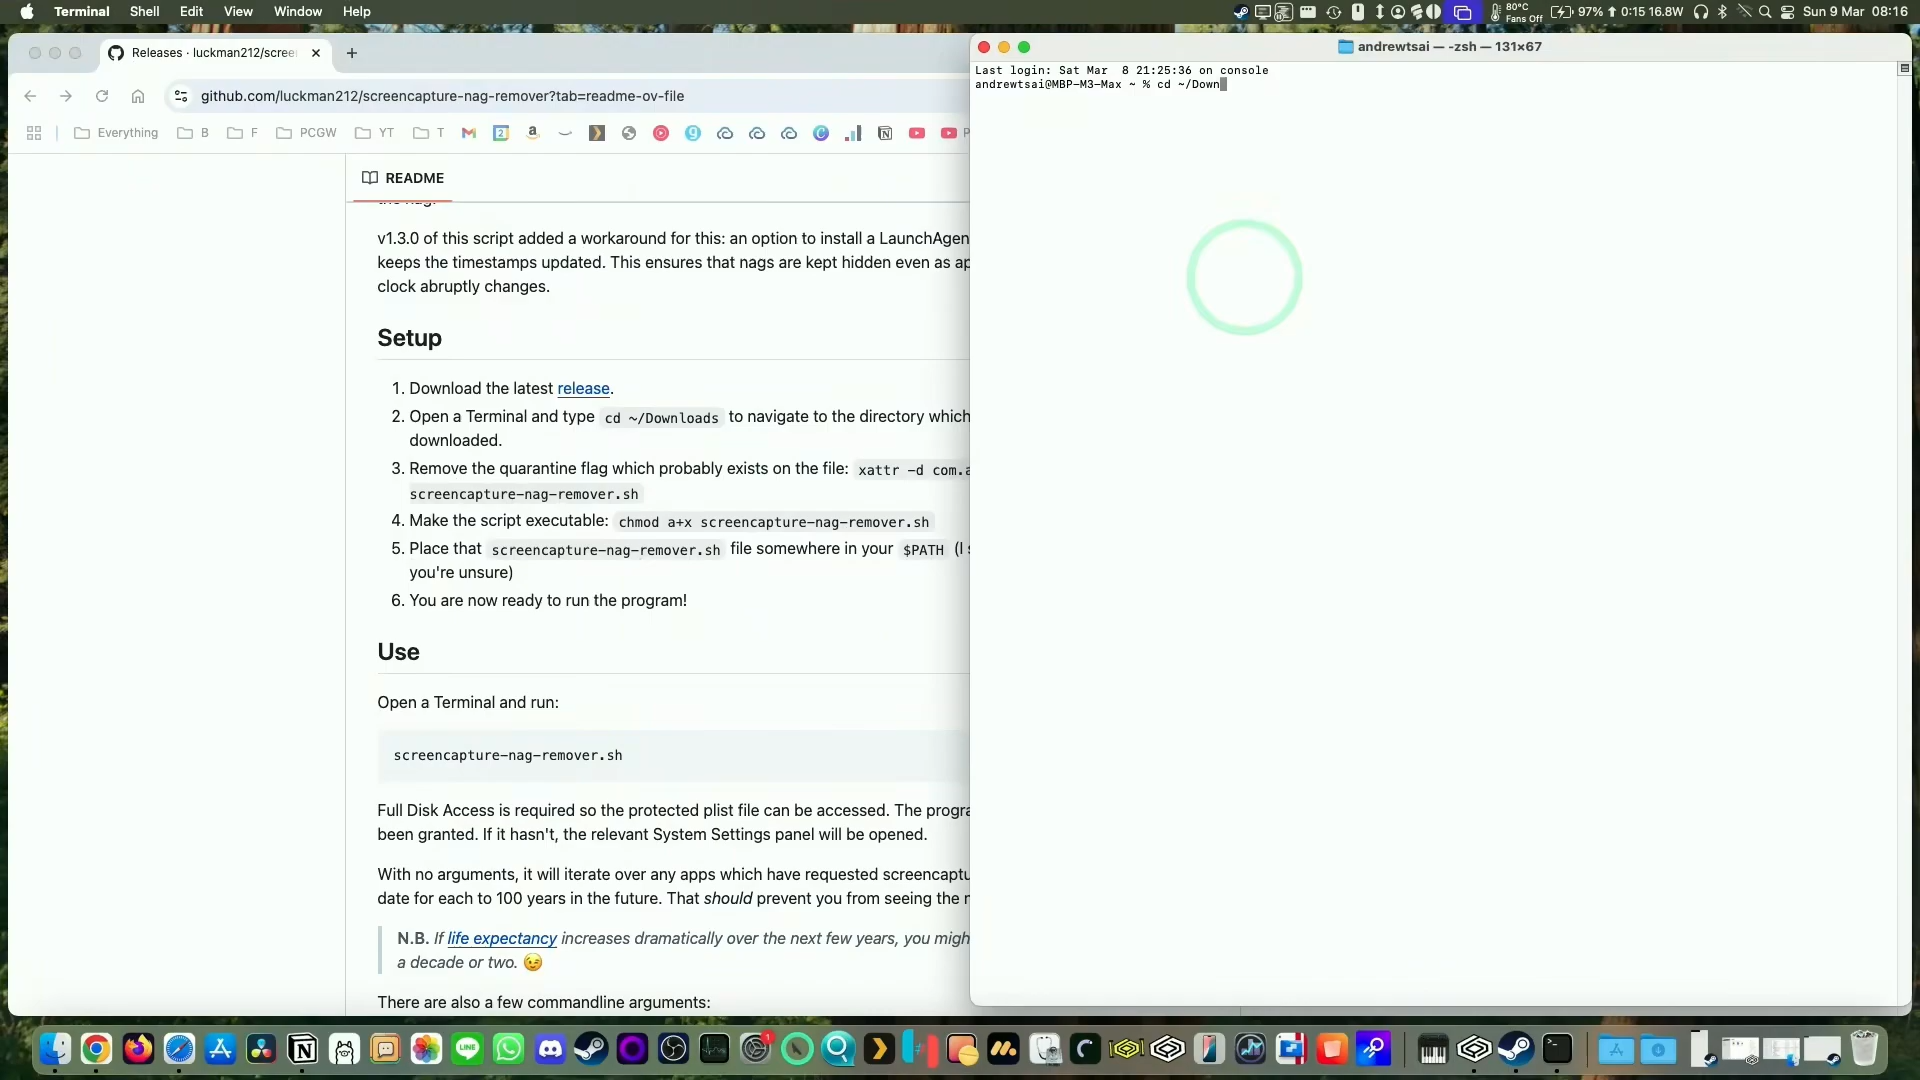 Terminal Shell Edit View Window Help
80°C
Fans Off
97% 0:15 16.8W
Sun 9 Mar 08:16
Releases · luckman212/scree
github.com/luckman212/screencapture-nag-remover?tab=readme-ov-file
Everything B F PCGW YT T
README
the nag.
v1.3.0 of this script added a workaround for this: an option to install a LaunchAgen
keeps the timestamps updated. This ensures that nags are kept hidden even as ap
clock abruptly changes.
Setup
1. Download the latest release.
2. Open a Terminal and type cd ~/Downloads to navigate to the directory which
downloaded.
3. Remove the quarantine flag which probably exists on the file: xattr -d com.a
screencapture-nag-remover.sh
4. Make the script executable: chmod a+x screencapture-nag-remover.sh
5. Place that screencapture-nag-remover.sh file somewhere in your $PATH (I s
you're unsure)
6. You are now ready to run the program!
Use
Open a Terminal and run:
screencapture-nag-remover.sh
Full Disk Access is required so the protected plist file can be accessed. The progra
been granted. If it hasn't, the relevant System Settings panel will be opened.
With no arguments, it will iterate over any apps which have requested screencaptu
date for each to 100 years in the future. That should prevent you from seeing the n
N.B. If life expectancy increases dramatically over the next few years, you migh
a decade or two. 😉
There are also a few commandline arguments:
andrewtsai — -zsh — 131×67
Last login: Sat Mar  8 21:25:36 on console
andrewtsai@MBP-M3-Max ~ % cd ~/Down